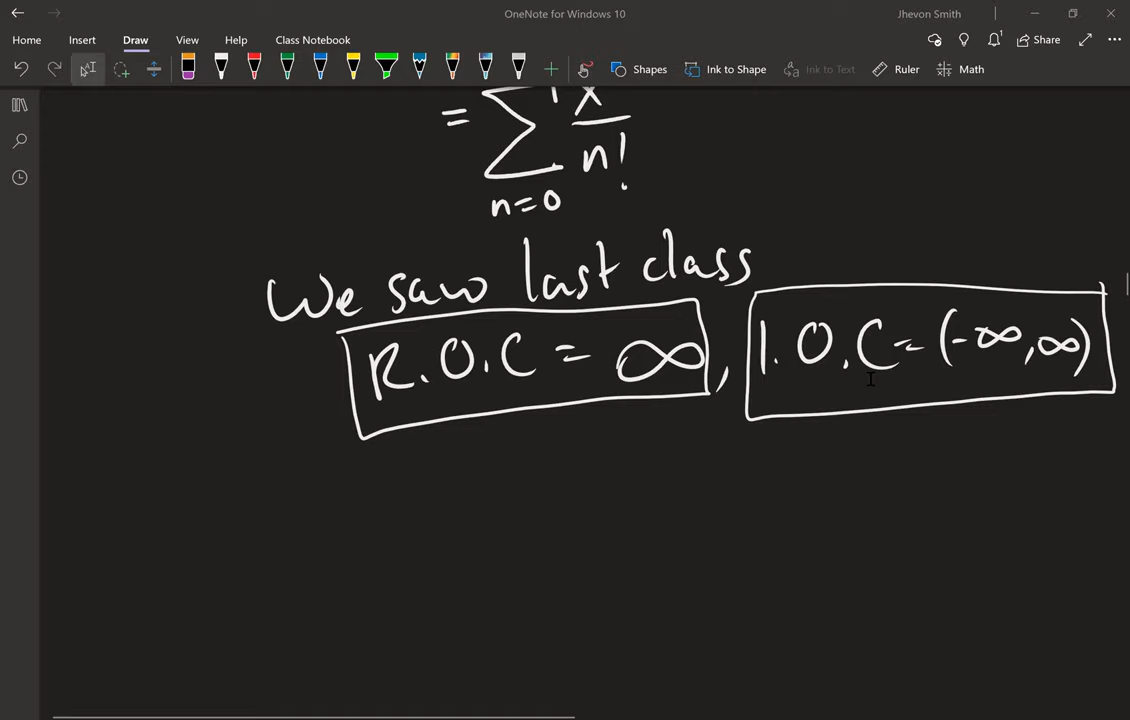 OneNote for Windows 10
Jhevon Smith
Home Insert Draw View Help Class Notebook
Share
Shapes Ink to Shape Ink to Text Ruler Math
= ∑ x
n!
n=0
We saw last class
R.O.C = ∞, I.O.C = (-∞,∞)